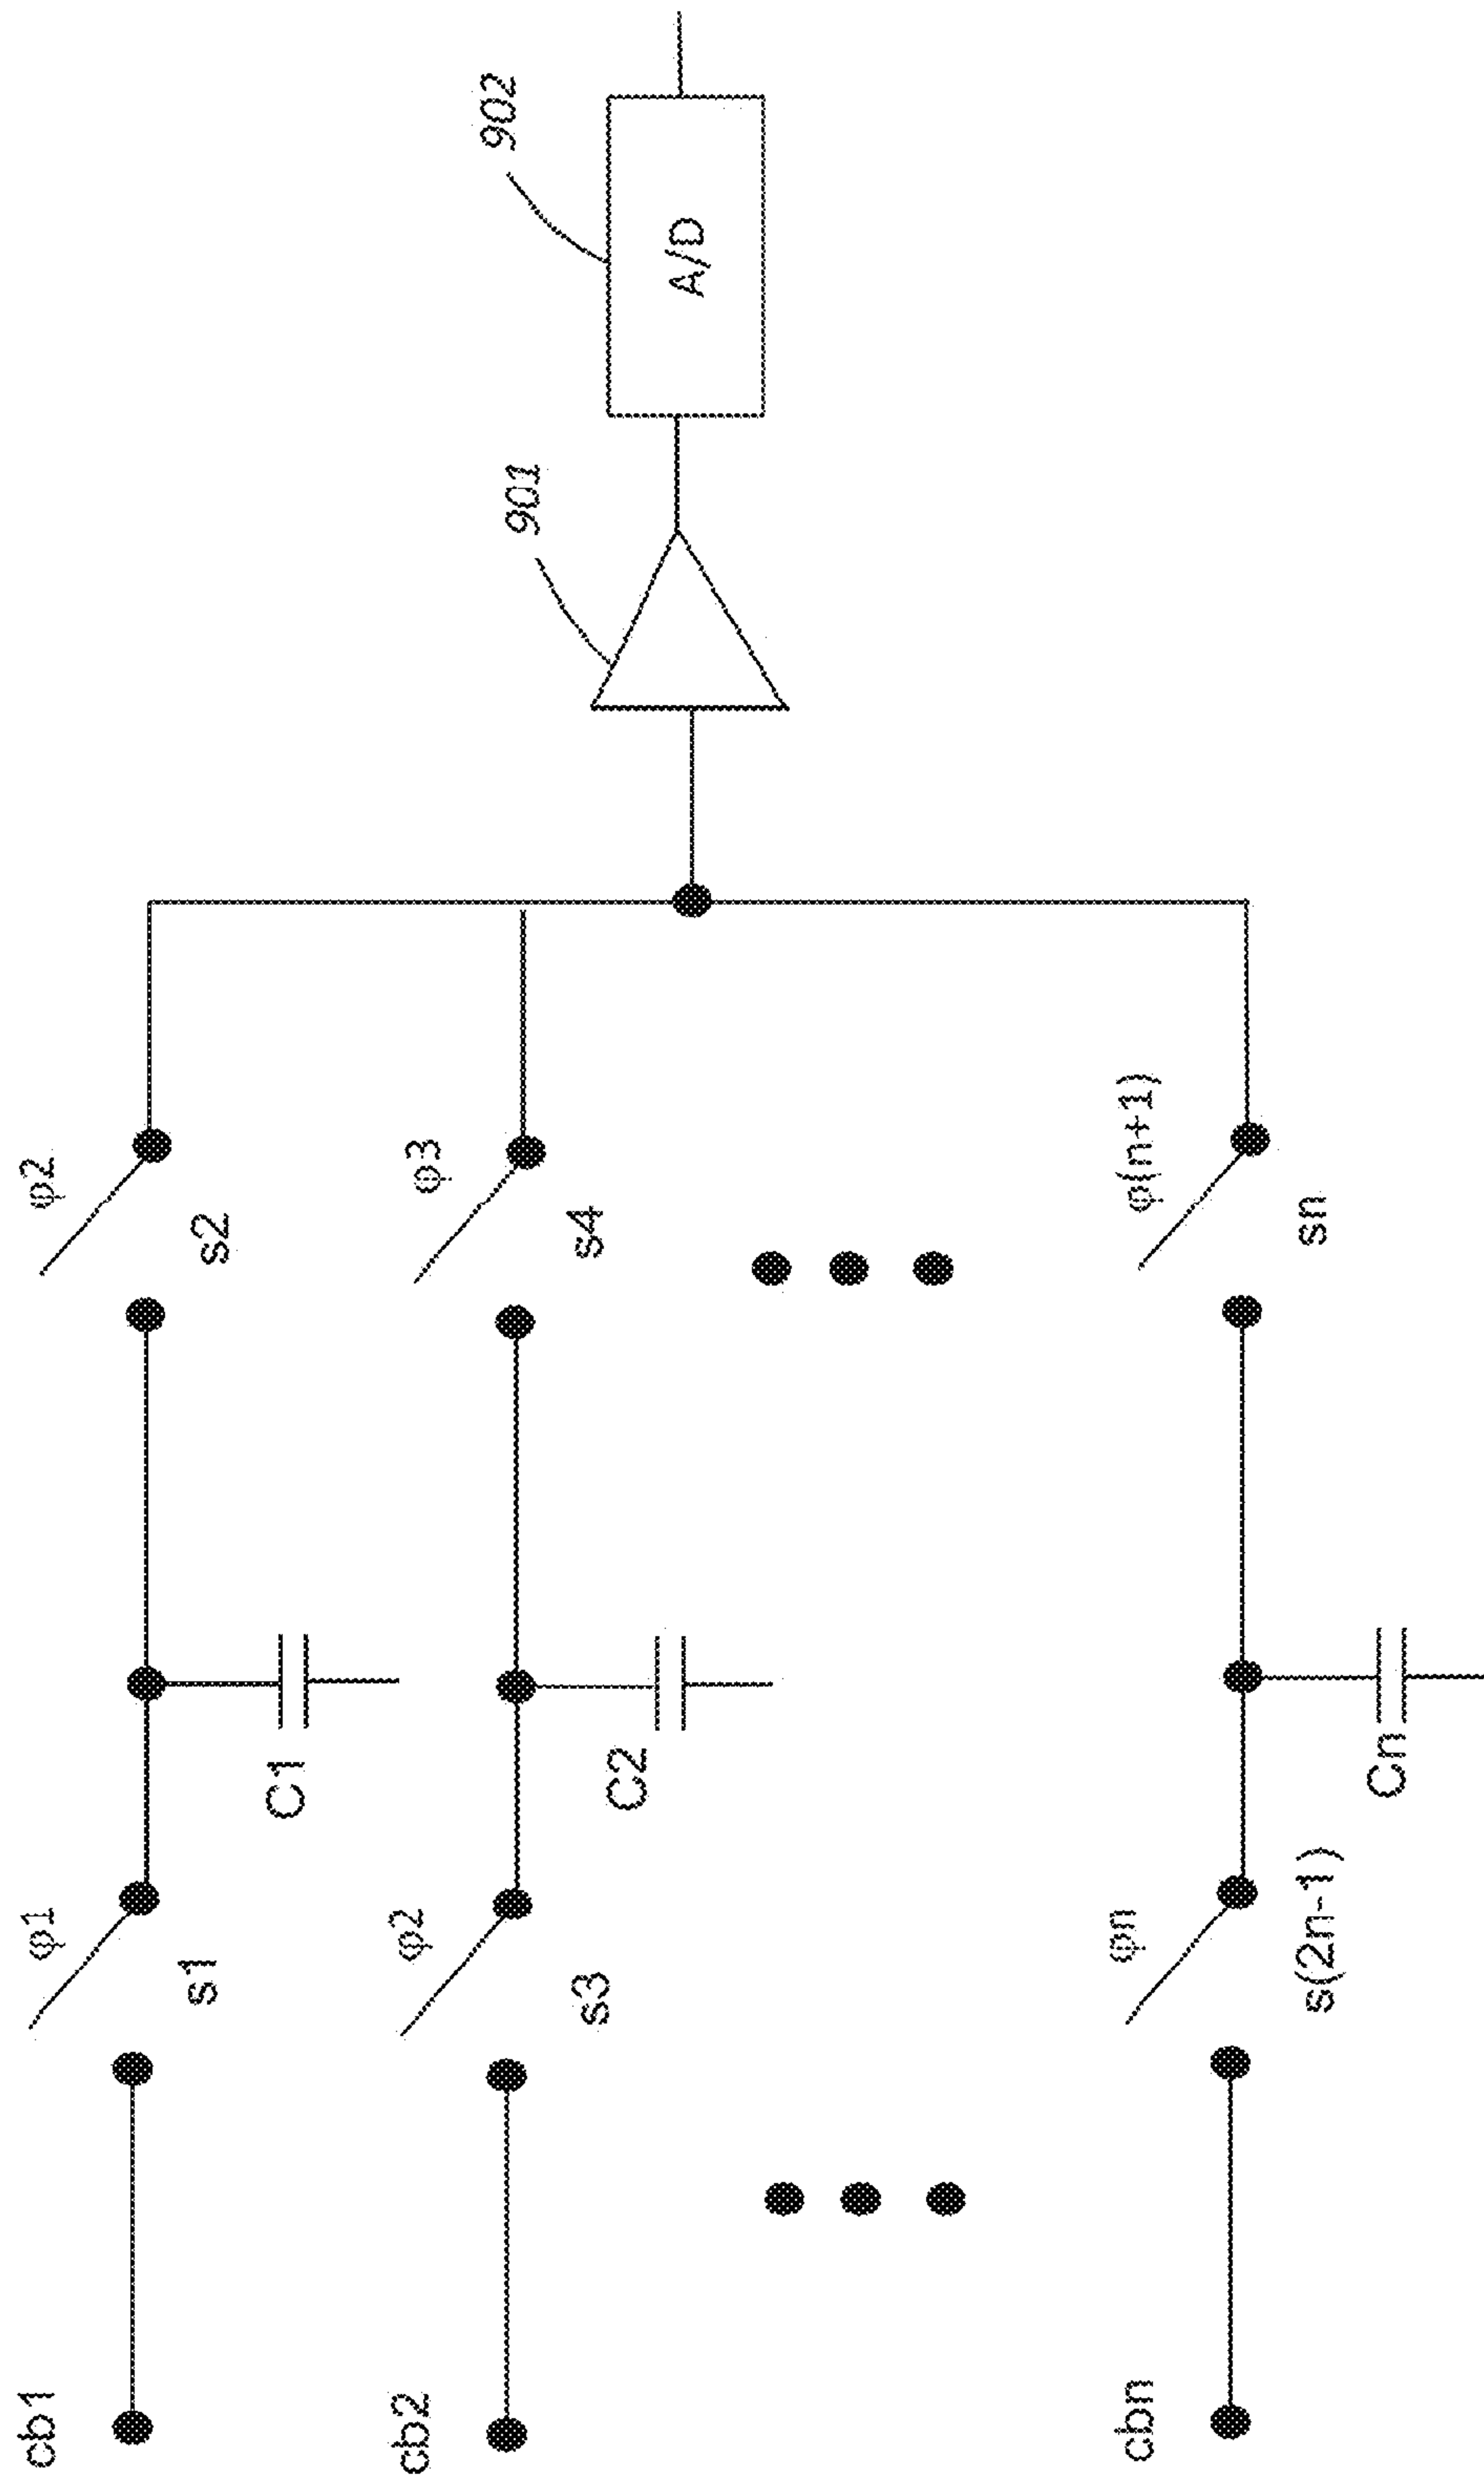 cb1
φ1
s1
C1
φ2
s2
cb2
φ2
s3
C2
φ3
s4
901
902
A/D
cbn
φn
s(2n-1)
Cn
φ(n+1)
sn